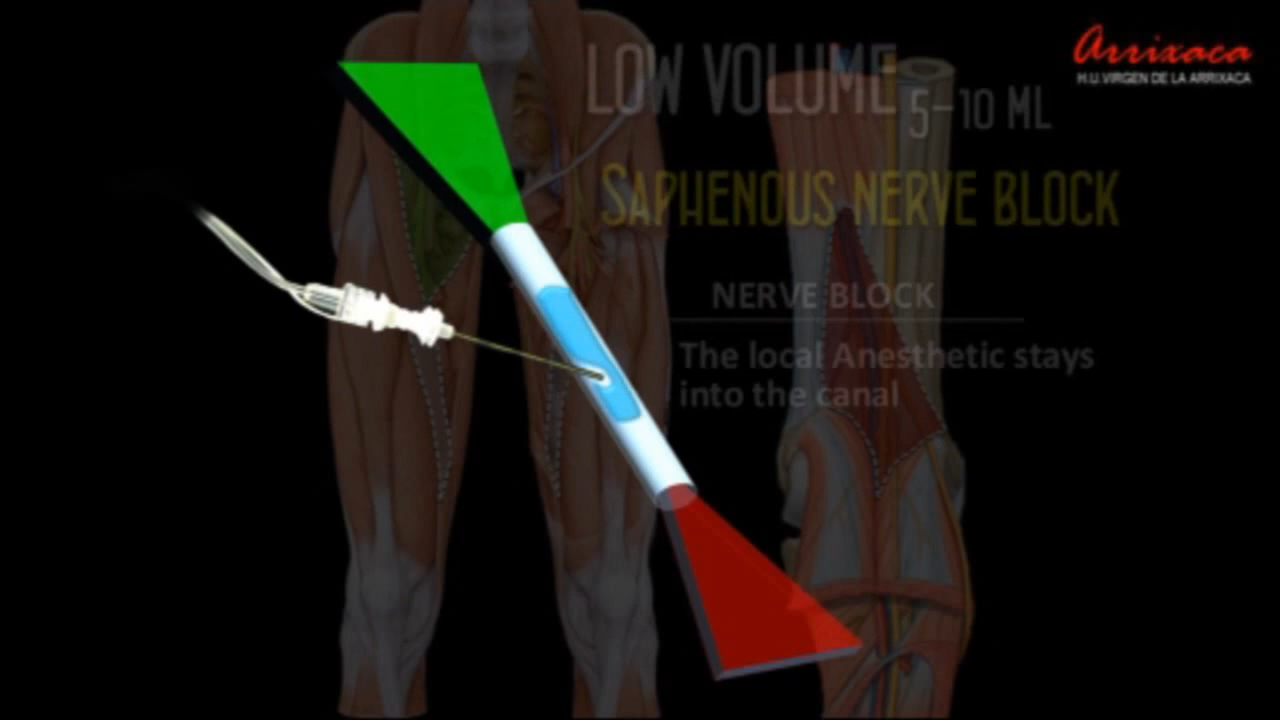 Arrixaca
H.U.VIRGEN DE LA ARRIXACA
LOW VOLUME 5-10 ML
SAPHENOUS NERVE BLOCK
NERVE BLOCK
The local Anesthetic stays
into the canal